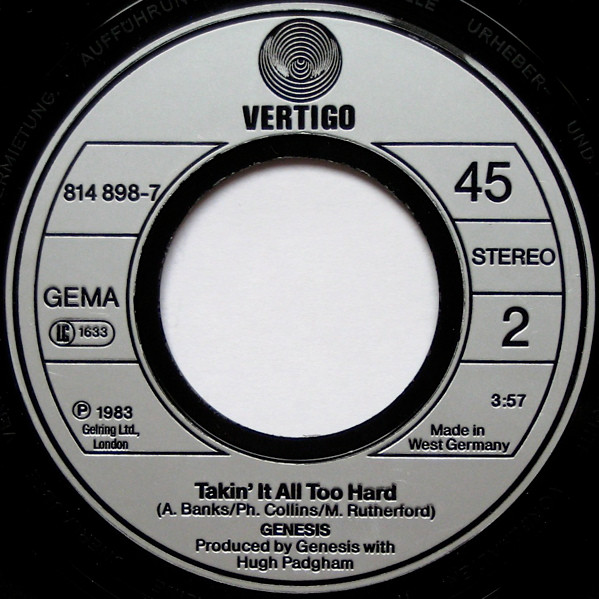 AUFFÜHRUNG
URHEBER-
UND
VERMIETUNG,
VERTIGO
814 898-7
45
STEREO
GEMA
LC 1633
2
℗ 1983
Gelring Ltd.,
London
3:57
Made in
West Germany
Takin' It All Too Hard
(A. Banks/Ph. Collins/M. Rutherford)
GENESIS
Produced by Genesis with
Hugh Padgham